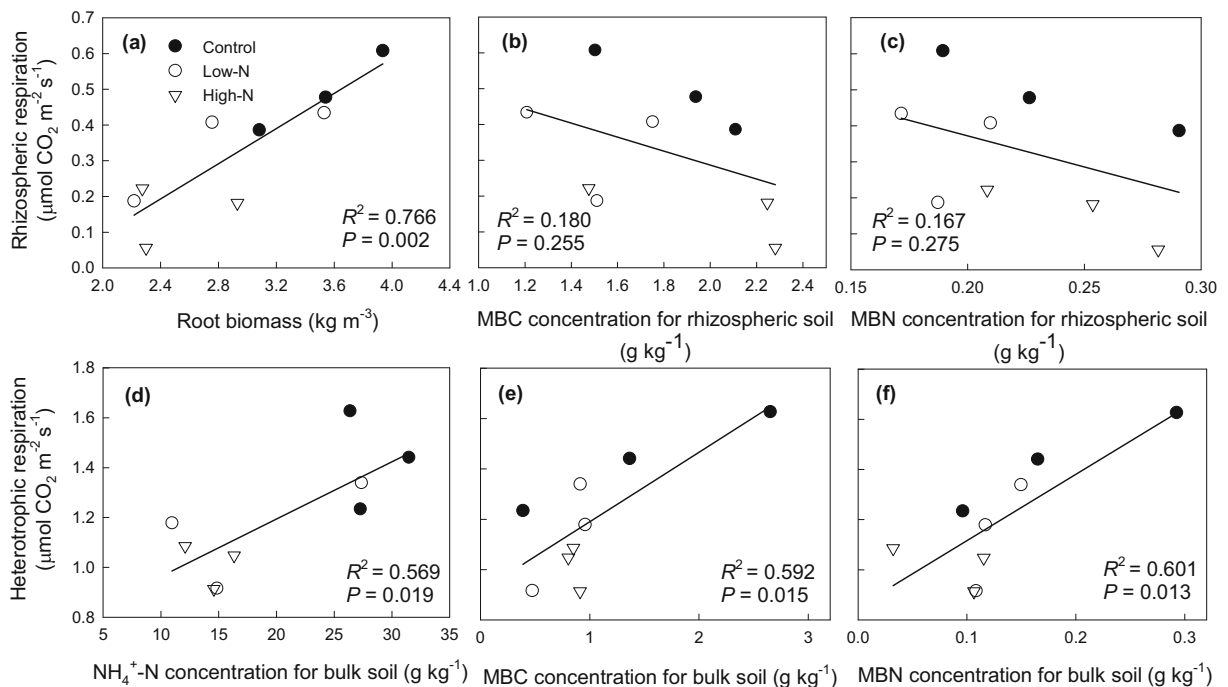 (a)
Control
Low-N
High-N
R² = 0.766
P = 0.002
0.7
0.6
0.5
0.4
0.3
0.2
0.1
0.0
2.0 2.4 2.8 3.2 3.6 4.0 4.4
Rhizospheric respiration
(μmol CO₂ m⁻² s⁻¹)
Root biomass (kg m⁻³)
(b)
R² = 0.180
P = 0.255
1.0 1.2 1.4 1.6 1.8 2.0 2.2 2.4
MBC concentration for rhizospheric soil
(g kg⁻¹)
(c)
R² = 0.167
P = 0.275
0.15 0.20 0.25 0.30
MBN concentration for rhizospheric soil
(g kg⁻¹)
(d)
R² = 0.569
P = 0.019
1.8
1.6
1.4
1.2
1.0
0.8
5 10 15 20 25 30 35
Heterotrophic respiration
(μmol CO₂ m⁻² s⁻¹)
NH₄⁺-N concentration for bulk soil (g kg⁻¹)
(e)
R² = 0.592
P = 0.015
0 1 2 3
MBC concentration for bulk soil (g kg⁻¹)
(f)
R² = 0.601
P = 0.013
0.0 0.1 0.2 0.3
MBN concentration for bulk soil (g kg⁻¹)